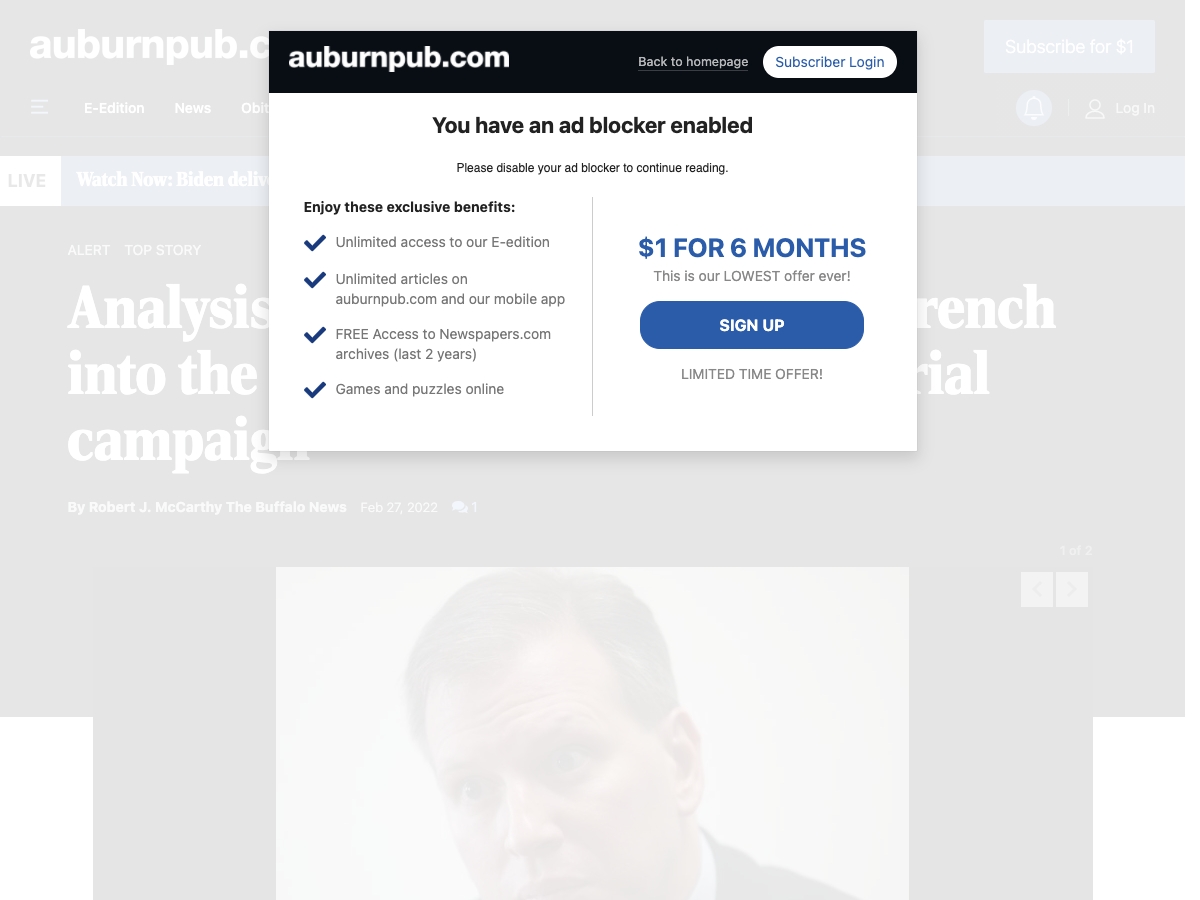 auburnpub.c
Subscribe for $1
auburnpub.com
Back to homepage
Subscriber Login
E-Edition
News
Obit
Log In
You have an ad blocker enabled
Please disable your ad blocker to continue reading.
LIVE
Watch Now: Biden delive
Enjoy these exclusive benefits:
Unlimited access to our E-edition
Unlimited articles on
auburnpub.com and our mobile app
FREE Access to Newspapers.com
archives (last 2 years)
Games and puzzles online
$1 FOR 6 MONTHS
This is our LOWEST offer ever!
SIGN UP
LIMITED TIME OFFER!
ALERT
TOP STORY
Analysis
rench
into the
rial
campaign
By Robert J. McCarthy The Buffalo News
Feb 27, 2022
1
1 of 2